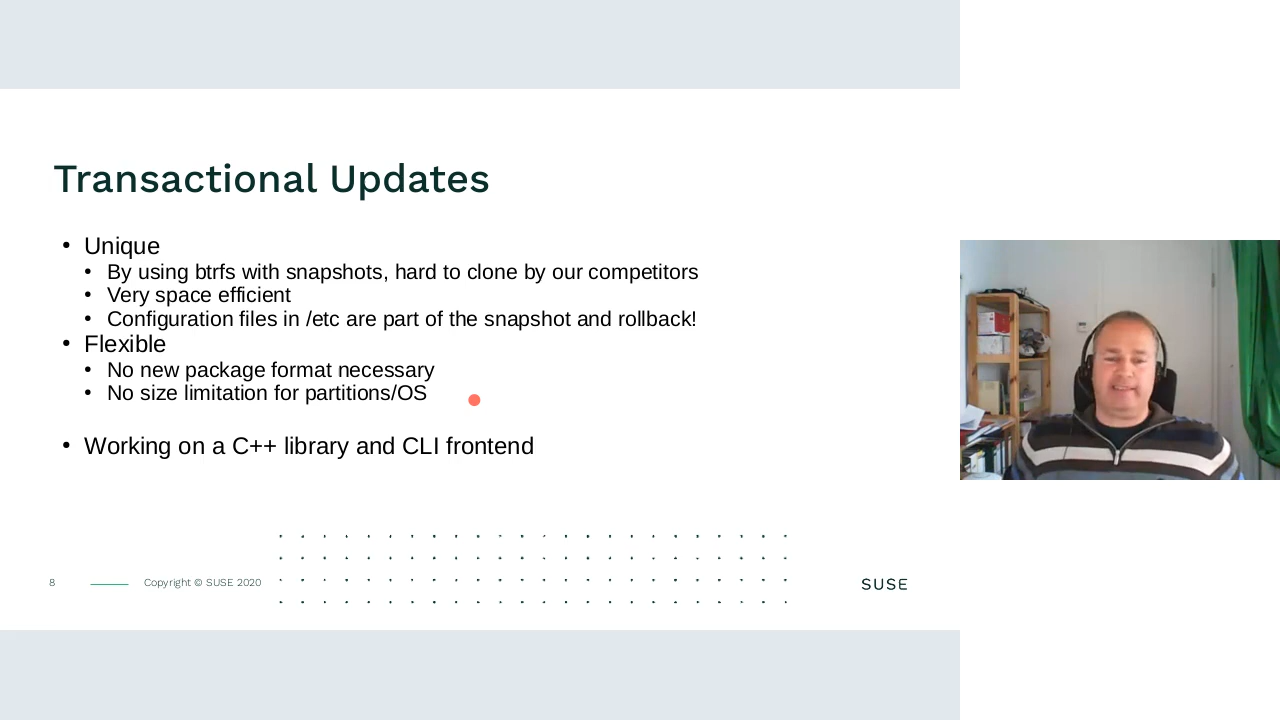 Transactional Updates
• Unique
• By using btrfs with snapshots, hard to clone by our competitors
• Very space efficient
• Configuration files in /etc are part of the snapshot and rollback!
• Flexible
• No new package format necessary
• No size limitation for partitions/OS
• Working on a C++ library and CLI frontend
8
Copyright © SUSE 2020
SUSE